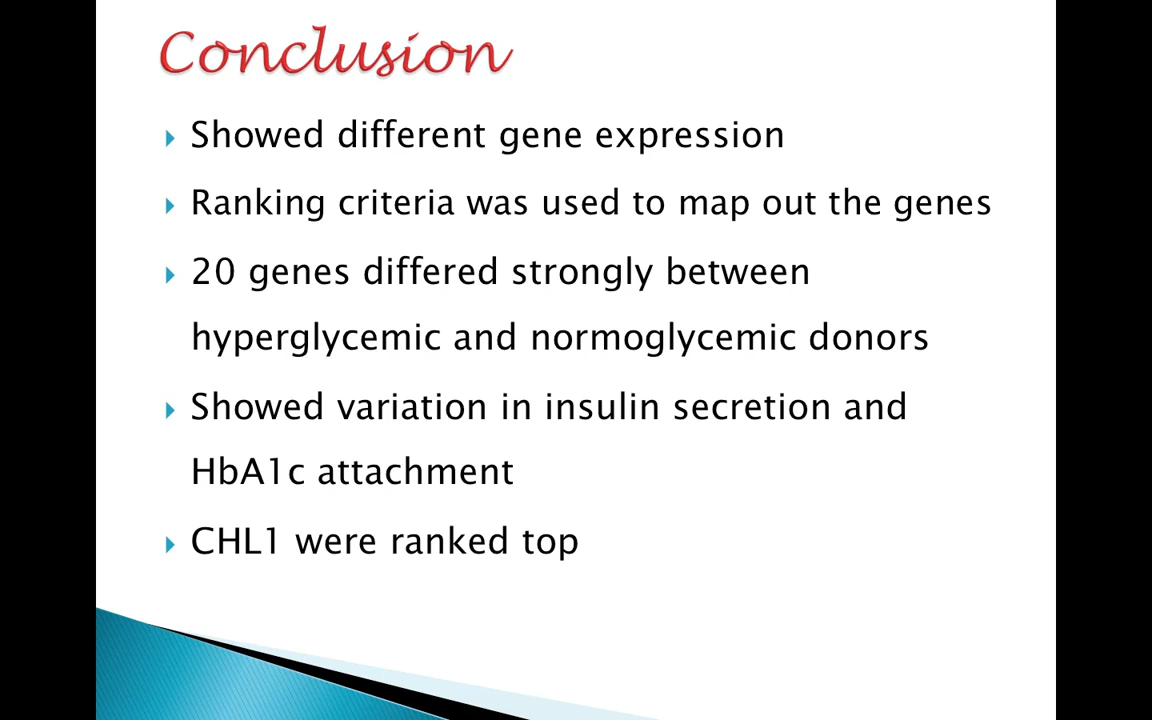 Conclusion
Showed different gene expression
Ranking criteria was used to map out the genes
20 genes differed strongly between
hyperglycemic and normoglycemic donors
Showed variation in insulin secretion and
HbA1c attachment
CHL1 were ranked top